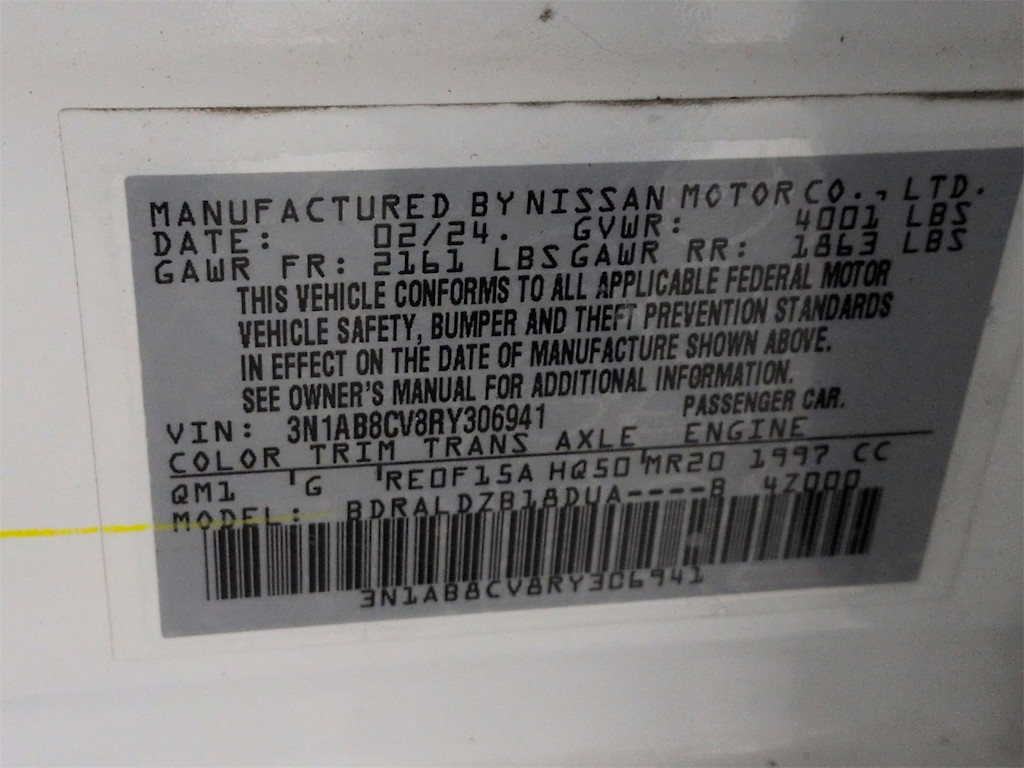 MANUFACTURED BY NISSAN MOTOR CO., LTD.
DATE: 02/24. GVWR: 4001 LBS
GAWR FR: 2161 LBS GAWR RR: 1863 LBS
THIS VEHICLE CONFORMS TO ALL APPLICABLE FEDERAL MOTOR
VEHICLE SAFETY, BUMPER AND THEFT PREVENTION STANDARDS
IN EFFECT ON THE DATE OF MANUFACTURE SHOWN ABOVE.
SEE OWNER'S MANUAL FOR ADDITIONAL INFORMATION.
VIN: 3N1AB8CV8RY306941 PASSENGER CAR.
COLOR TRIM TRANS AXLE ENGINE
QM1 G RE0F15A HQ50 MR20 1997 CC
MODEL: BDRALDZB18DUA----B 4Z000
3N1AB8CV8RY306941